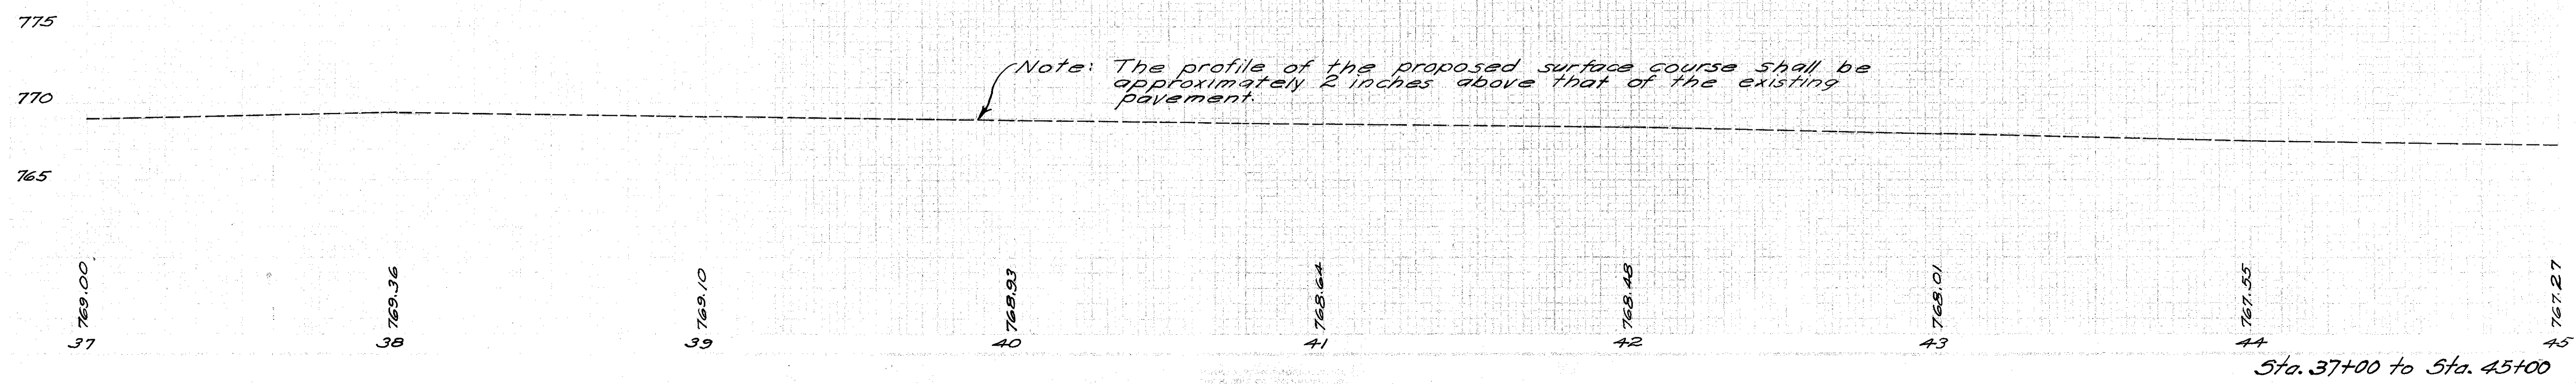 775
Note: The profile of the proposed surface course shall be
approximately 2 inches above that of the existing
pavement.
770
765
769.00 769.36 769.10 768.93 768.64 768.48 768.01 767.55 767.27
37 38 39 40 41 42 43 44 45
Sta. 37+00 to Sta. 45+00